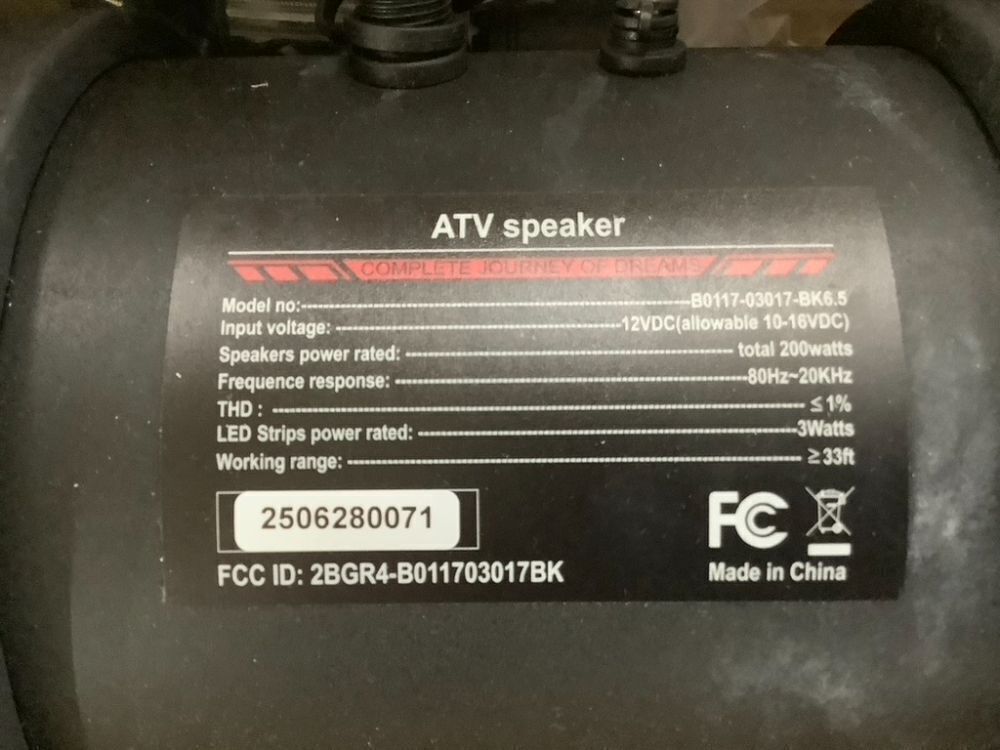 ATV speaker
COMPLETE JOURNEY OF DREAMS
Model no:--------------------B0117-03017-BK6.5
Input voltage:--------------------12VDC(allowable 10-16VDC)
Speakers power rated:--------------------total 200watts
Frequence response:--------------------80Hz~20KHz
THD :--------------------≤1%
LED Strips power rated:--------------------3Watts
Working range:--------------------≥33ft
2506280071
FCC ID: 2BGR4-B011703017BK
FC
Made in China